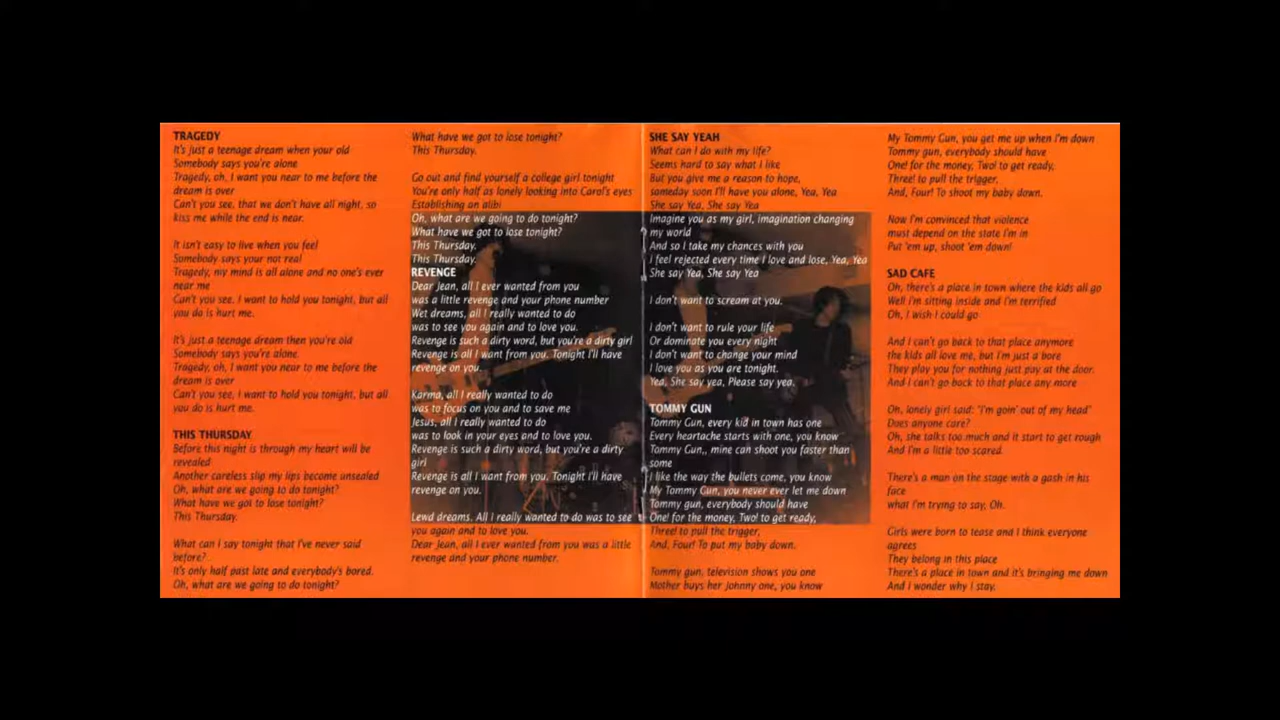 TRAGEDY
It's just a teenage dream when your old
Somebody says you're alone
Tragedy, oh, I want you near to me before the
dream is over
Can't you see, that we don't have all night, so
kiss me while the end is near.
It isn't easy to live when you feel
Somebody says your not real
Tragedy, my mind is all alone and no one's ever
near me
Can't you see, I want to hold you tonight, but all
you do is hurt me.
It's just a teenage dream then you're old
Somebody says you're alone
Tragedy, oh, I want you near to me before the
dream is over
Can't you see, I want to hold you tonight, but all
you do is hurt me.
THIS THURSDAY
Before this night is through my heart will be
revealed
Another careless slip my lips become unsealed
Oh, what are we going to do tonight?
What have we got to lose tonight?
This Thursday.
What can I say tonight that I've never said
before?
It's only half past late and everybody's bored.
Oh, what are we going to do tonight?
What have we got to lose tonight?
This Thursday.
Go out and find yourself a college girl tonight
You're only half as lonely looking into Carol's eyes
Establishing an alibi
Oh, what are we going to do tonight?
What have we got to lose tonight?
This Thursday.
This Thursday.
REVENGE
Dear Jean, all I ever wanted from you
was a little revenge and your phone number
Wet dreams, all I really wanted to do
was to see you again and to love you.
Revenge is such a dirty word, but you're a dirty girl
Revenge is all I want from you. Tonight I'll have
revenge on you.
Karma, all I really wanted to do
was to focus on you and to save me
Jesus, all I really wanted to do
was to look in your eyes and to love you.
Revenge is such a dirty word, but you're a dirty
girl
Revenge is all I want from you. Tonight I'll have
revenge on you.
Lewd dreams. All I really wanted to do was to see
you again and to love you.
Dear Jean, all I ever wanted from you was a little
revenge and your phone number.
SHE SAY YEAH
What can I do with my life?
Seems hard to say what I like
But you give me a reason to hope,
someday soon I'll have you alone, Yea, Yea
She say Yea, She say Yea
Imagine you as my girl, imagination changing
my world
And so I take my chances with you
I feel rejected every time I love and lose, Yea, Yea
She say Yea, She say Yea
I don't want to scream at you.
I don't want to rule your life
Or dominate you every night
I don't want to change your mind
I love you as you are tonight.
Yea, She say yea, Please say yea.
TOMMY GUN
Tommy Gun, every kid in town has one
Every heartache starts with one, you know
Tommy Gun,, mine can shoot you faster than
some
I like the way the bullets come, you know
My Tommy Gun, you never ever let me down
Tommy gun, everybody should have
One! for the money, Two! to get ready,
Three! to pull the trigger,
And, Four! To put my baby down.
Tommy gun, television shows you one
Mother buys her Johnny one, you know
My Tommy Gun, you get me up when I'm down
Tommy gun, everybody should have
One! for the money, Two! to get ready,
Three! to pull the trigger,
And, Four! To shoot my baby down.
Now I'm convinced that violence
must depend on the state I'm in
Put 'em up, shoot 'em down!
SAD CAFE
Oh, there's a place in town where the kids all go
Well I'm sitting inside and I'm terrified
Oh, I wish I could go
And I can't go back to that place anymore
the kids all love me, but I'm just a bore
They play you for nothing just pay at the door.
And I can't go back to that place any more
Oh, lonely girl said: "I'm goin' out of my head"
Does anyone care?
Oh, she talks too much and it start to get rough
And I'm a little too scared.
There's a man on the stage with a gash in his
face
what I'm trying to say, Oh.
Girls were born to tease and I think everyone
agrees
They belong in this place
There's a place in town and it's bringing me down
And I wonder why I stay.